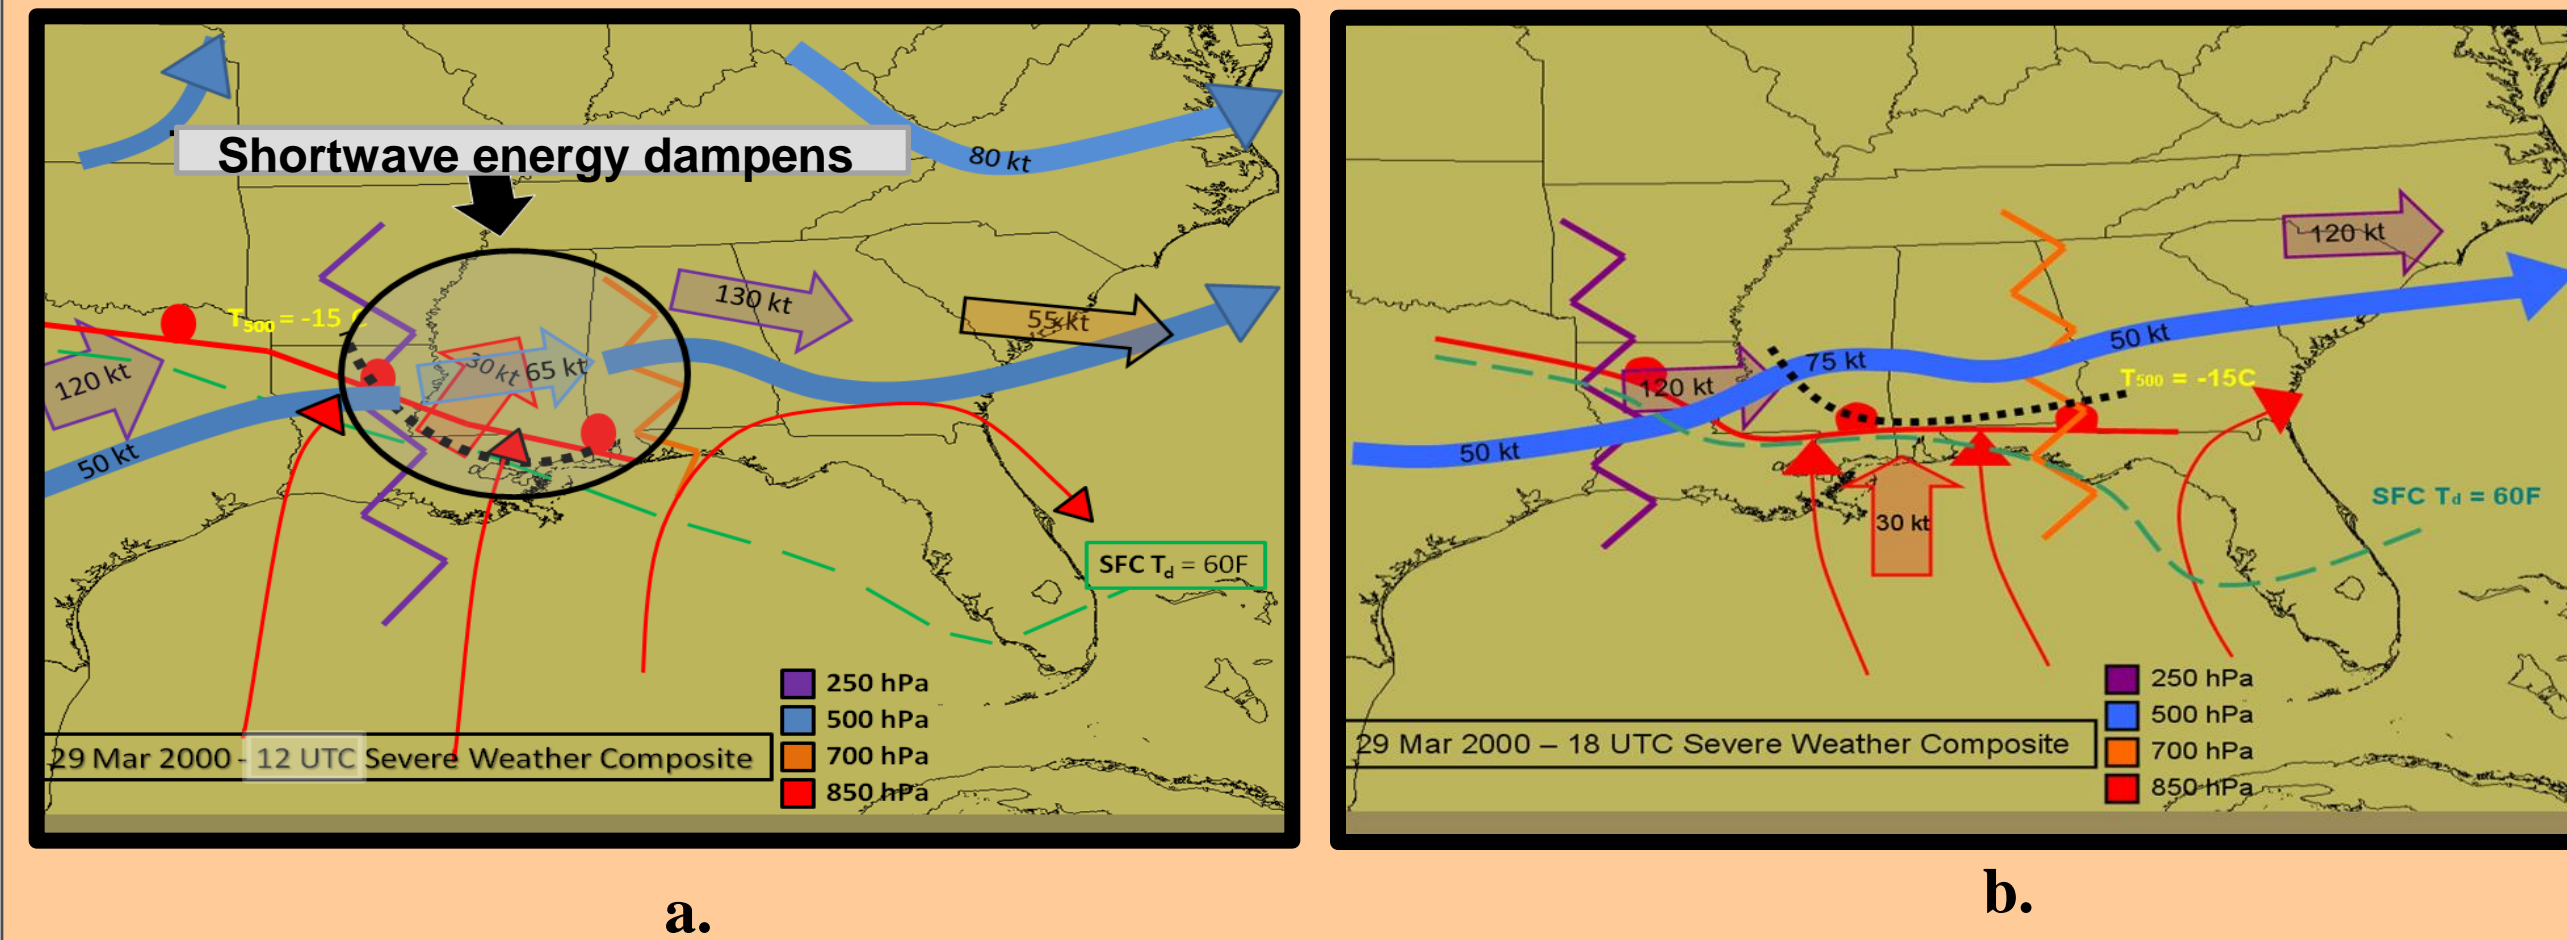 Shortwave energy dampens
80 kt
T500 = -15 C
130 kt
55 kt
120 kt
30 kt
65 kt
50 kt
SFC Td = 60F
250 hPa
500 hPa
700 hPa
850 hPa
29 Mar 2000 - 12 UTC Severe Weather Composite
a.
120 kt
50 kt
75 kt
T500 = -15C
120 kt
50 kt
SFC Td = 60F
30 kt
250 hPa
500 hPa
700 hPa
850 hPa
29 Mar 2000 – 18 UTC Severe Weather Composite
b.